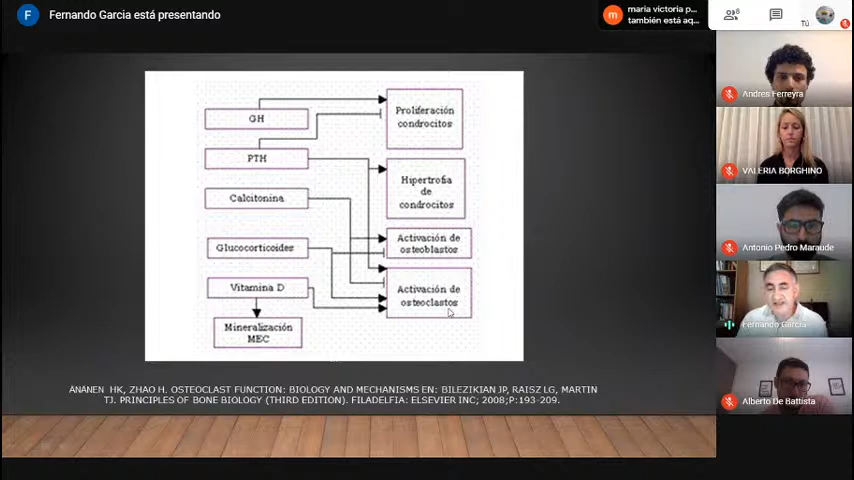 F Fernando Garcia está presentando
m maria victoria p...
también está aq...
8
Tú
GH
PTH
Calcitonina
Glucocorticoides
Vitamina D
Mineralización
MEC
Proliferación
condrocitos
Hipertrofia
de
condrocitos
Activación de
osteoblastos
Activación de
osteoclastos
ÄNÄNEN HK, ZHAO H. OSTEOCLAST FUNCTION: BIOLOGY AND MECHANISMS EN: BILEZIKIAN JP, RAISZ LG, MARTIN
TJ. PRINCIPLES OF BONE BIOLOGY (THIRD EDITION). FILADELFIA: ELSEVIER INC; 2008;P:193-209.
Andres Ferreyra
VALERIA BORGHINO
Antonio Pedro Maraude
Fernando Garcia
Alberto De Battista